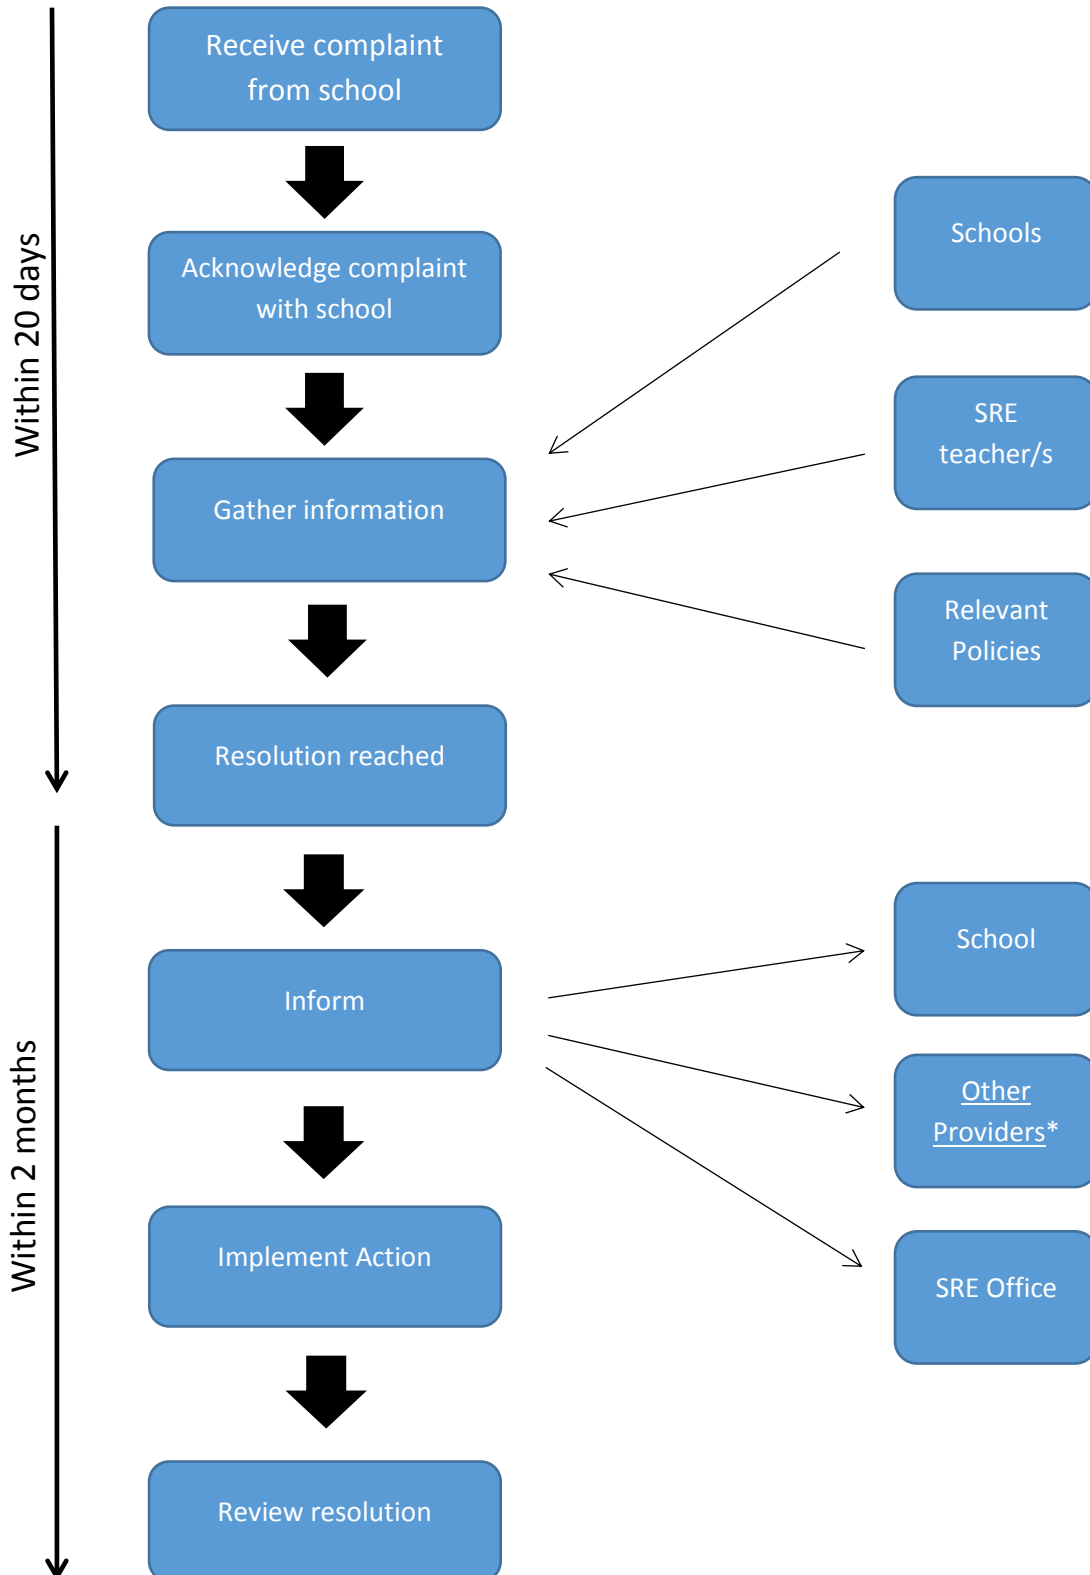 Receive complaint
from school
Within 20 days
Acknowledge complaint
with school
Schools
Gather information
SRE
teacher/s
Relevant
Policies
Resolution reached
Within 2 months
Inform
School
Other
Providers*
SRE Office
Implement Action
Review resolution